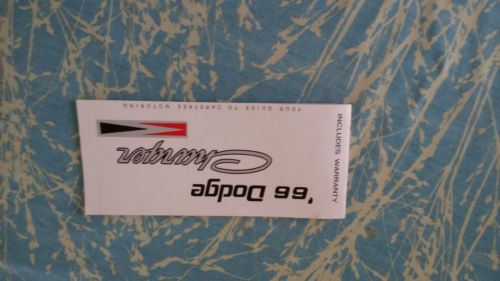 '66 Dodge
Charger
YOUR GUIDE TO CAREFREE MOTORING
INCLUDES WARRANTY